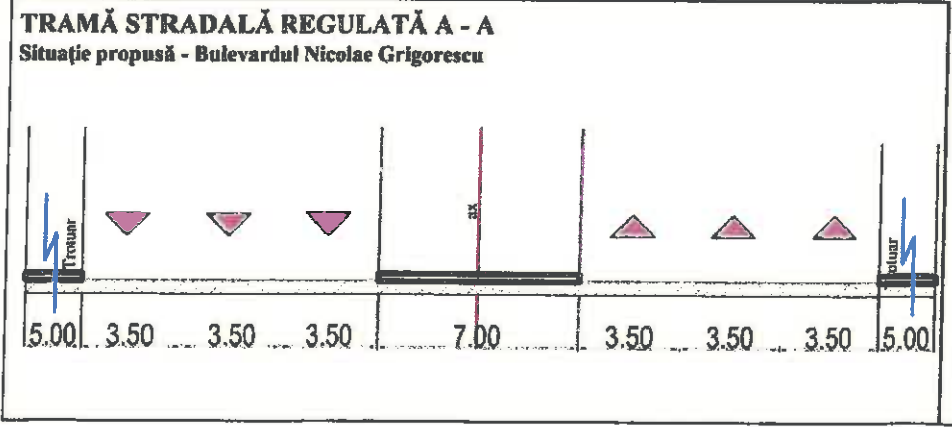 TRAMĂ STRADALĂ REGULATĂ A - A
Situație propusă - Bulevardul Nicolae Grigorescu
Trotuar
ax
otuar
5.00 3.50 3.50 3.50 7.00 3.50 3.50 3.50 5.00